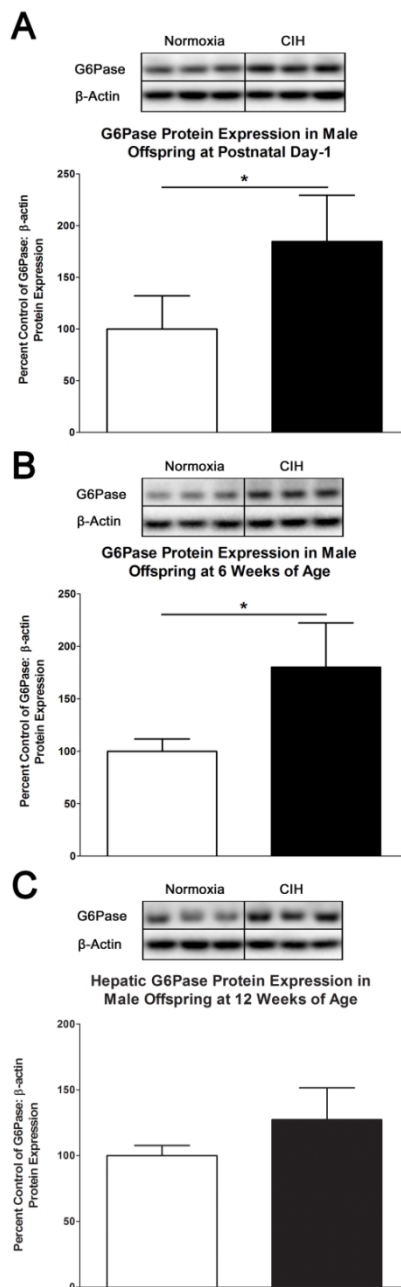 A
Normoxia CIH
G6Pase
β-Actin
G6Pase Protein Expression in Male
Offspring at Postnatal Day-1
250
200
150
100
50
0
Percent Control of G6Pase: β-actin
Protein Expression
*
B
Normoxia CIH
G6Pase
β-Actin
G6Pase Protein Expression in Male
Offspring at 6 Weeks of Age
250
200
150
100
50
0
Percent Control of G6Pase: β-actin
Protein Expression
*
C
Normoxia CIH
G6Pase
β-Actin
Hepatic G6Pase Protein Expression in
Male Offspring at 12 Weeks of Age
200
150
100
50
0
Percent Control of G6Pase: β-actin
Protein Expression